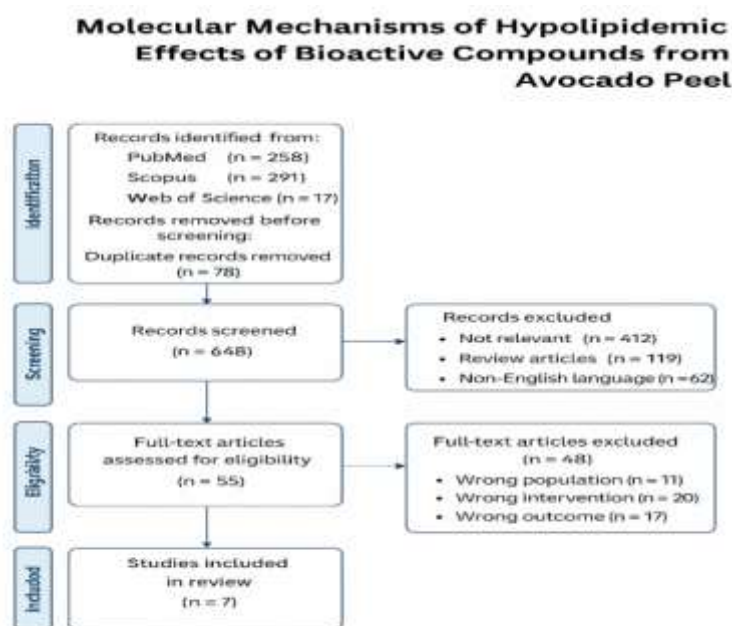 Molecular Mechanisms of Hypolipidemic
Effects of Bioactive Compounds from
Avocado Peel
Identification
Records identified from:
PubMed (n = 258)
Scopus (n = 291)
Web of Science (n = 17)
Records removed before
screening:
Duplicate records removed
(n = 78)
Screening
Records screened
(n = 648)
Records excluded
• Not relevant (n = 412)
• Review articles (n = 119)
• Non-English language (n = 62)
Eligibility
Full-text articles
assessed for eligibility
(n = 55)
Full-text articles excluded
(n = 48)
• Wrong population (n = 11)
• Wrong intervention (n = 20)
• Wrong outcome (n = 17)
Included
Studies included
in review
(n = 7)